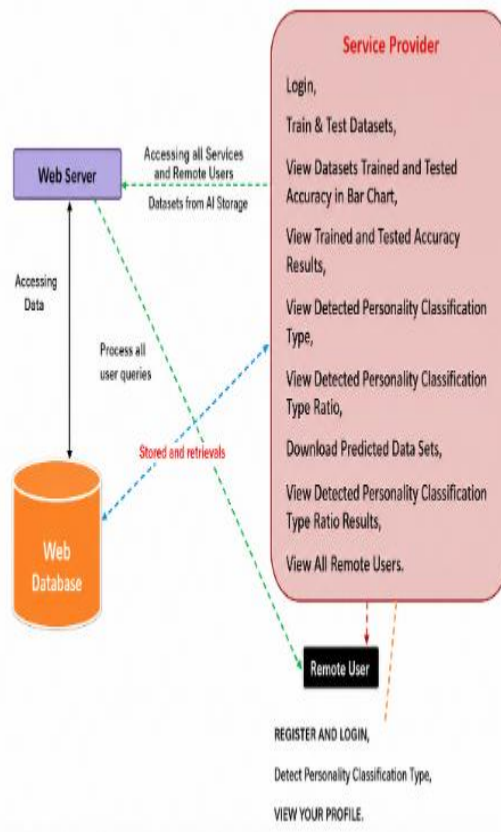 Service Provider
Login,
Train & Test Datasets,
View Datasets Trained and Tested
Accuracy in Bar Chart,
View Trained and Tested Accuracy
Results,
View Detected Personality Classification
Type,
View Detected Personality Classification
Type Ratio,
Download Predicted Data Sets,
View Detected Personality Classification
Type Ratio Results,
View All Remote Users.
Accessing all Services
and Remote Users
Datasets from AI Storage
Web Server
Accessing
Data
Process all
user queries
Stored and retrievals
Web
Database
Remote User
REGISTER AND LOGIN,
Detect Personality Classification Type,
VIEW YOUR PROFILE.